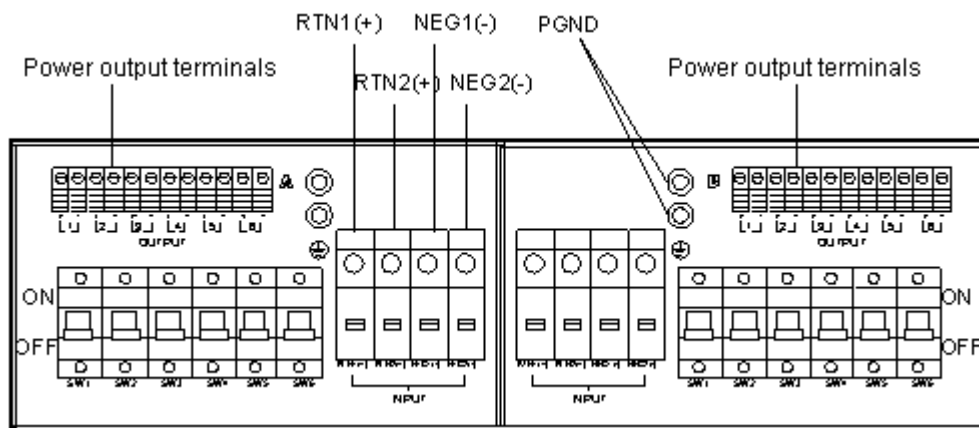 RTN1(+) NEG1(-) PGND
Power output terminals Power output terminals
RTN2(+) NEG2(-)
A B
[1] [2] [3] [4] [5] [6] [1] [2] [3] [4] [5] [6]
OUTPUT OUTPUT
ON ON
OFF OFF
SW1 SW2 SW3 SW4 SW5 SW6 SW1 SW2 SW3 SW4 SW5 SW6
INPUT INPUT